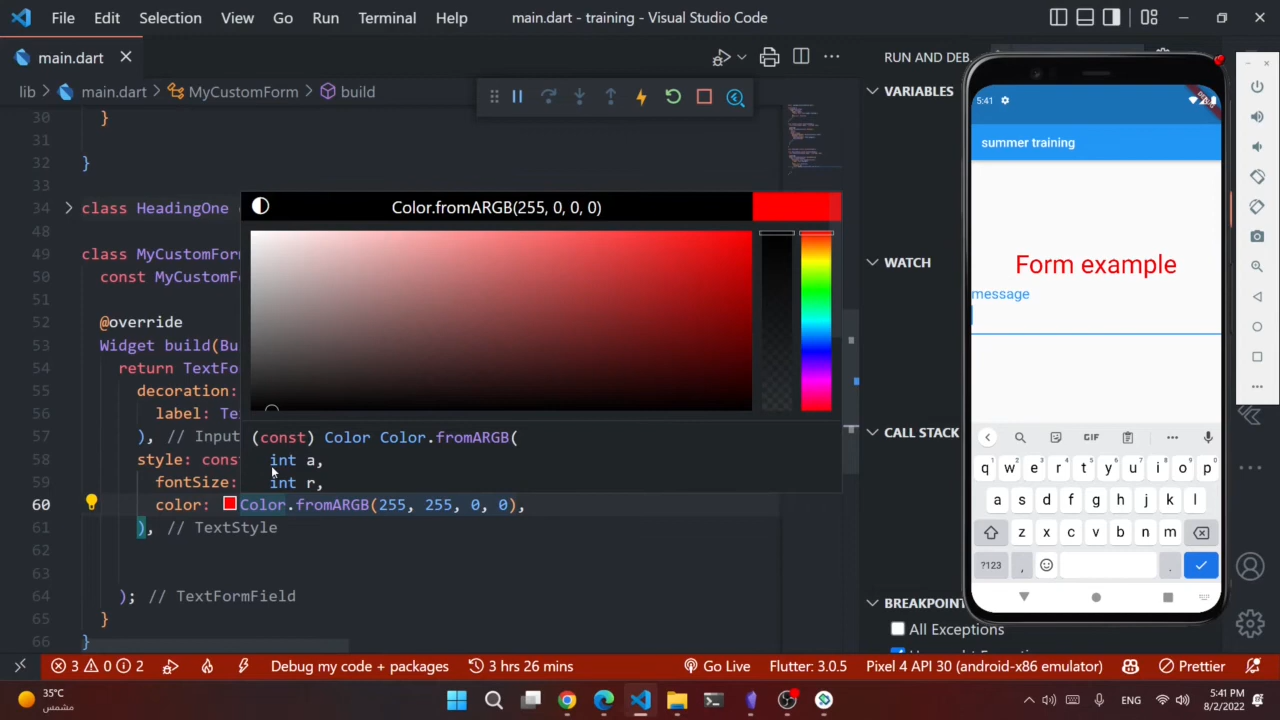 File Edit Selection View Go Run Terminal Help
main.dart - training - Visual Studio Code
main.dart
lib > main.dart > MyCustomForm > build
30 }
31
32 }
33
34 class HeadingOne
48
49 class MyCustomForm
50 const MyCustomF
51
52 @override
53 Widget build(Bu
54 return TextFo
55 decoration:
56 label: Te
57 ), // Input
58 style: const
59 fontSize:
60 color: Color.fromARGB(255, 255, 0, 0),
61 ), // TextStyle
62
63
64 ); // TextFormField
65 }
66 }
Color.fromARGB(255, 0, 0, 0)
(const) Color Color.fromARGB(
int a,
int r,
RUN AND DEB
VARIABLES
WATCH
CALL STACK
BREAKPOIN
All Exceptions
5:41
DEBUG
summer training
Form example
message
GIF
q w e r t y u i o p
a s d f g h j k l
z x c v b n m
?123 , .
3 0 2
Debug my code + packages
3 hrs 26 mins
Go Live
Flutter: 3.0.5
Pixel 4 API 30 (android-x86 emulator)
Prettier
35°C
مشمس
ENG
5:41 PM
8/2/2022